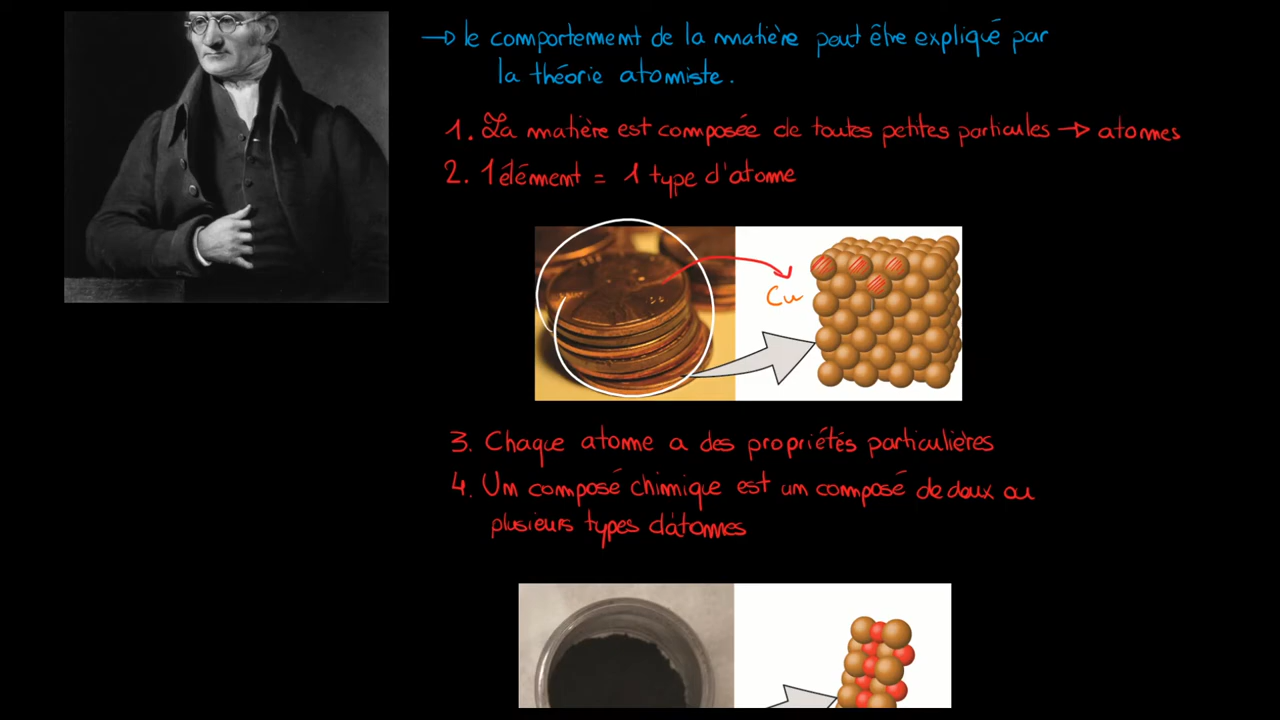 → le comportement de la matière peut être expliqué par
la théorie atomiste.
1. La matière est composée de toutes petites particules → atomes
2. 1 élément = 1 type d'atome
Cu
3. Chaque atome a des propriétés particulières
4. Un composé chimique est un composé de deux ou
plusieurs types d'atomes